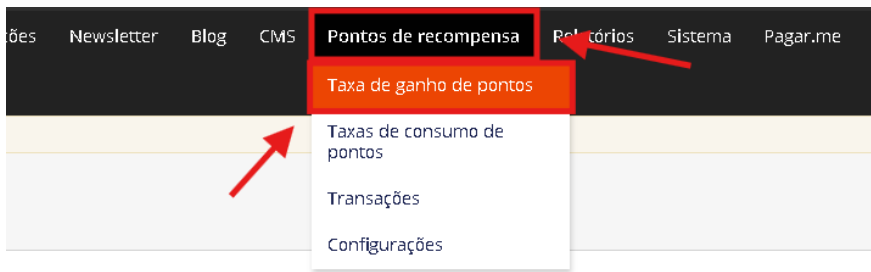 ões Newsletter Blog CMS Pontos de recompensa Relatórios Sistema Pagar.me
Taxa de ganho de pontos
Taxas de consumo de
pontos
Transações
Configurações